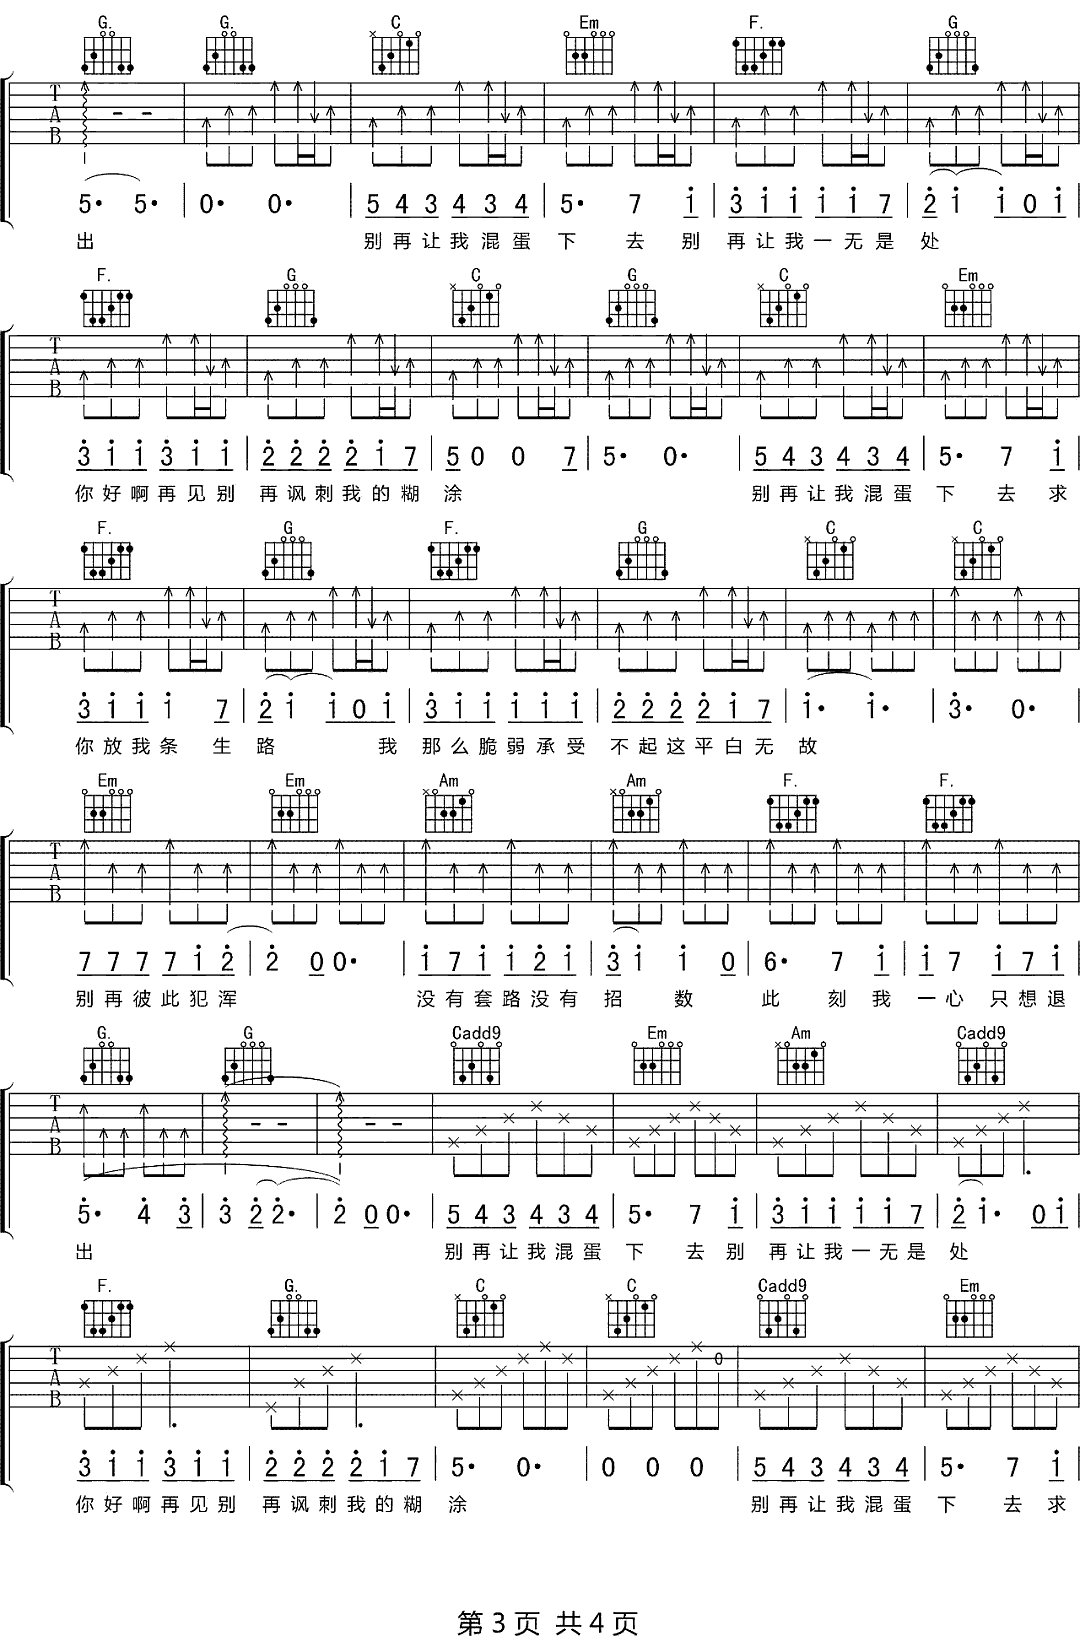 G. G. C Em F. G
T A B
5· 5· | 0· 0· | 5 4 3 4 3 4 | 5· 7 i | 3 i i i i 7 | 2 i i 0 i
出 别再让我混蛋 下 去 别 再让我一无是 处
F. G C G C Em
T A B
3 i i 3 i i | 2 2 2 2 i 7 | 5 0 0 7 | 5· 0· | 5 4 3 4 3 4 | 5· 7 i
你好啊再见别 再讽刺我的糊 涂 别再让我混蛋 下 去 求
F. G F. G C C
T A B
3 i i i 7 | 2 i i 0 i | 3 i i i i i | 2 2 2 2 i 7 | i· i· | 3· 0·
你放我条 生 路 我 那么脆弱承受 不起这平白无 故
Em Em Am Am F. F.
T A B
7 7 7 7 i 2 | 2 0 0· | i 7 i i 2 i | 3 i i 0 | 6· 7 i | i 7 i 7 i
别再彼此犯浑 没有套路没有 招 数 此 刻 我 一心 只想退
G. G Cadd9 Em Am Cadd9
T A B
5· 4 3 | 3 2 2· | 2 0 0· | 5 4 3 4 3 4 | 5· 7 i | 3 i i i i 7 | 2 i· 0 i
出 别再让我混蛋 下 去 别 再让我一无是 处
F. G. C C Cadd9 Em
T A B 0
3 i i 3 i i | 2 2 2 2 i 7 | 5· 0· | 0 0 0 | 5 4 3 4 3 4 | 5· 7 i
你好啊再见别 再讽刺我的糊 涂 别再让我混蛋 下 去 求
第 3 页 共 4 页